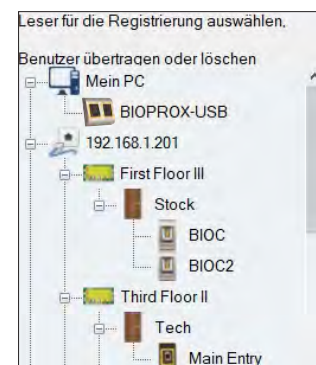 Leser für die Registrierung auswählen,
Benutzer übertragen oder löschen
Mein PC
BIOPROX-USB
192.168.1.201
First Floor III
Stock
BIOC
BIOC2
Third Floor II
Tech
Main Entry